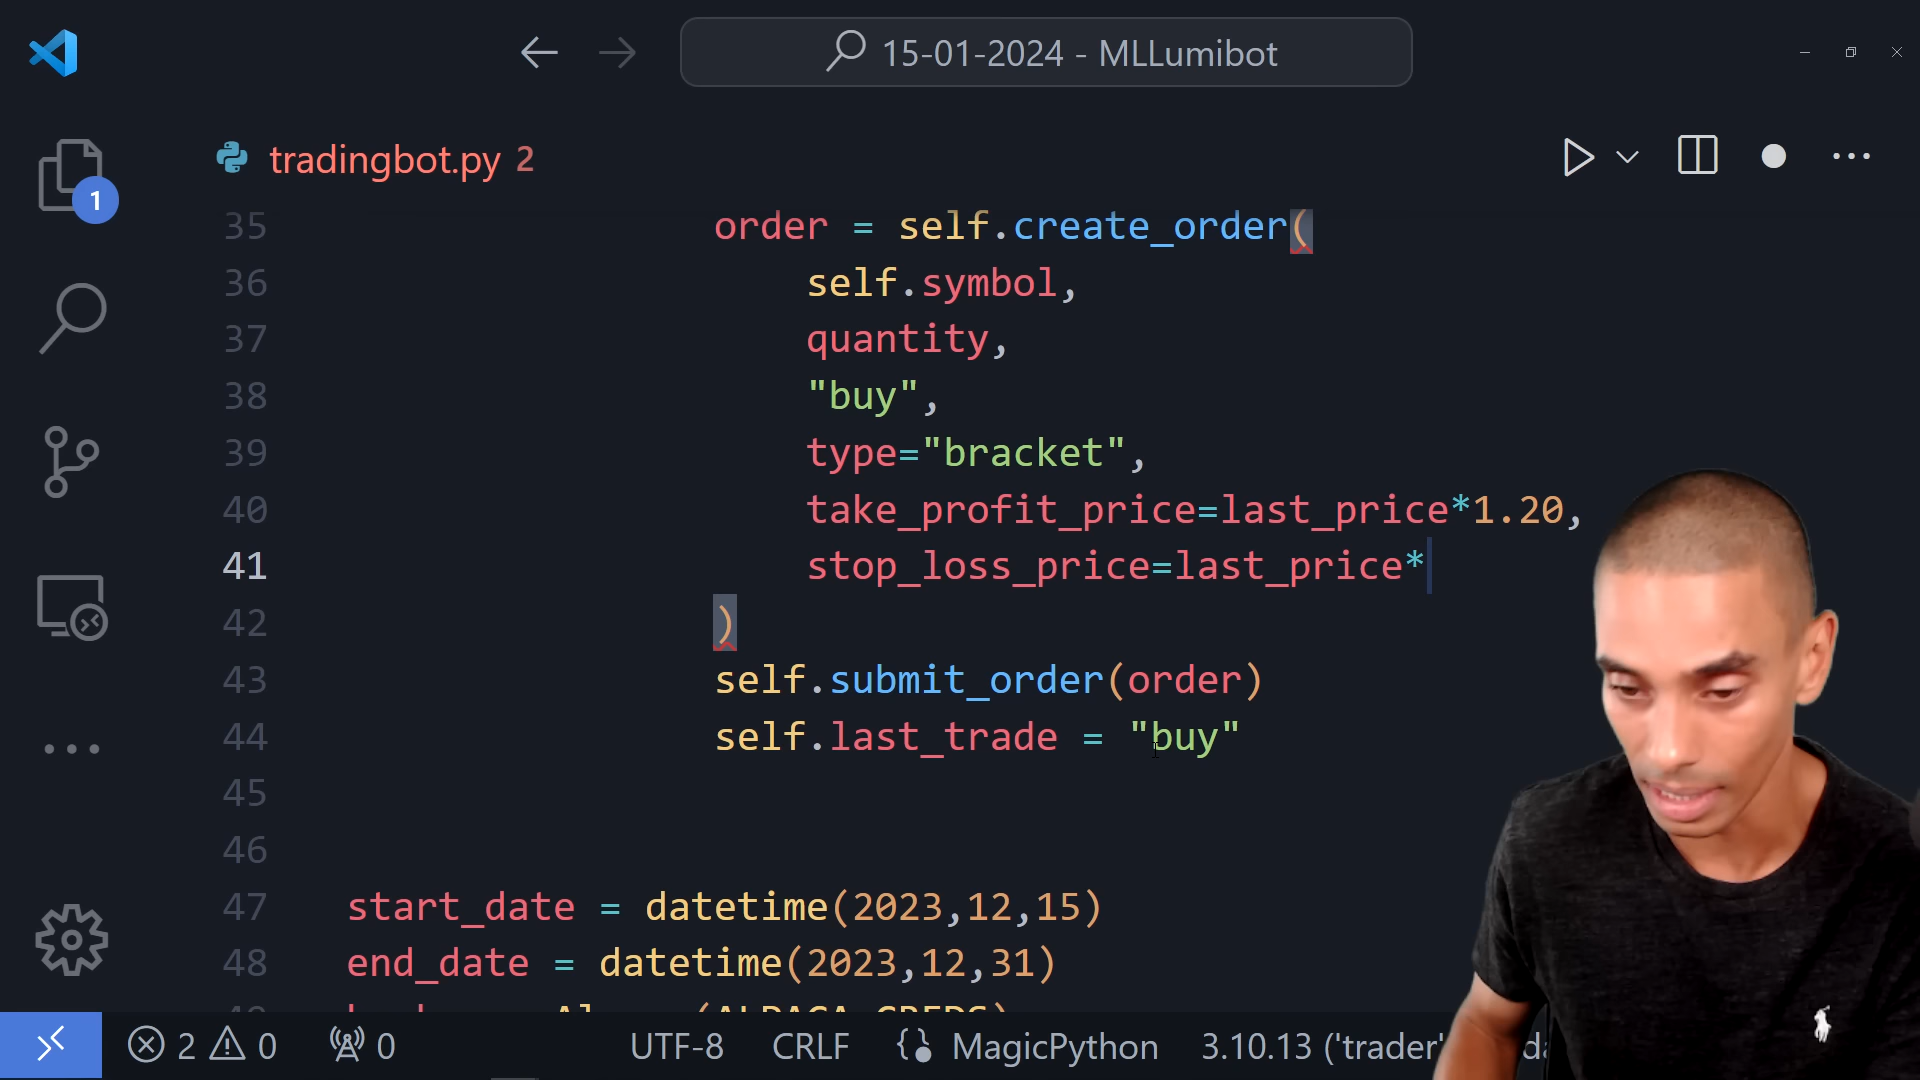 15-01-2024 - MLLumibot
tradingbot.py 2
1
35 order = self.create_order(
36 self.symbol,
37 quantity,
38 "buy",
39 type="bracket",
40 take_profit_price=last_price*1.20,
41 stop_loss_price=last_price*
42 )
43 self.submit_order(order)
44 self.last_trade = "buy"
45
46
47 start_date = datetime(2023,12,15)
48 end_date = datetime(2023,12,31)
2 0 0 UTF-8 CRLF MagicPython 3.10.13 ('trader'